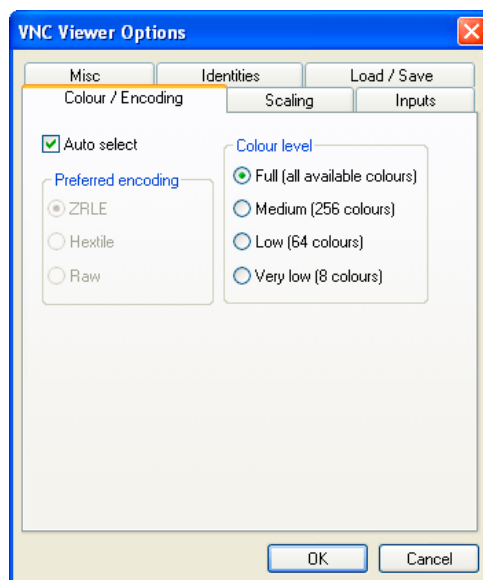 VNC Viewer Options
Misc Identities Load / Save
Colour / Encoding Scaling Inputs
Auto select
Preferred encoding
ZRLE
Hextile
Raw
Colour level
Full (all available colours)
Medium (256 colours)
Low (64 colours)
Very low (8 colours)
OK Cancel